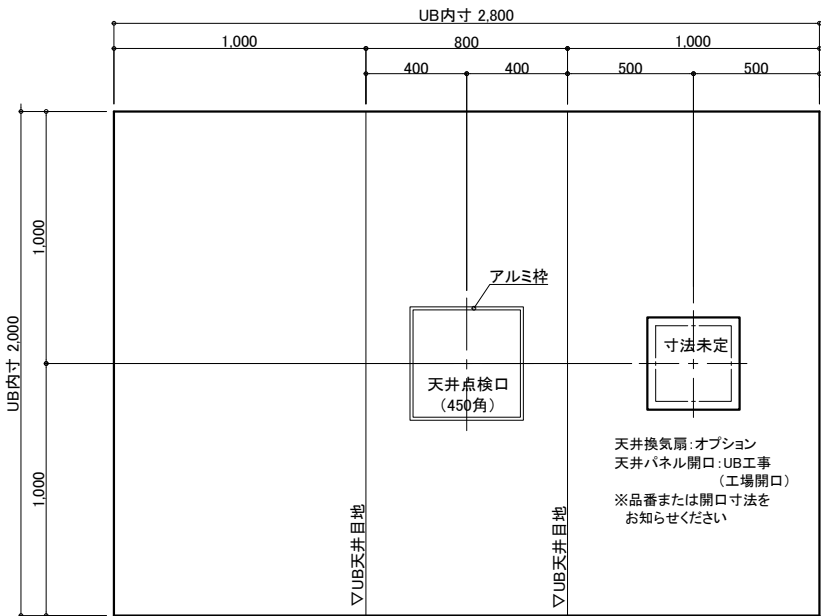 UB内寸 2,800
1,000
800
1,000
400
400
500
500
UB内寸 2,000
1,000
1,000
アルミ枠
天井点検口
（450角）
寸法未定
天井換気扇：オプション
天井パネル開口：UB工事
（工場開口）
※品番または開口寸法を
お知らせください
▽UB天井目地
▽UB天井目地